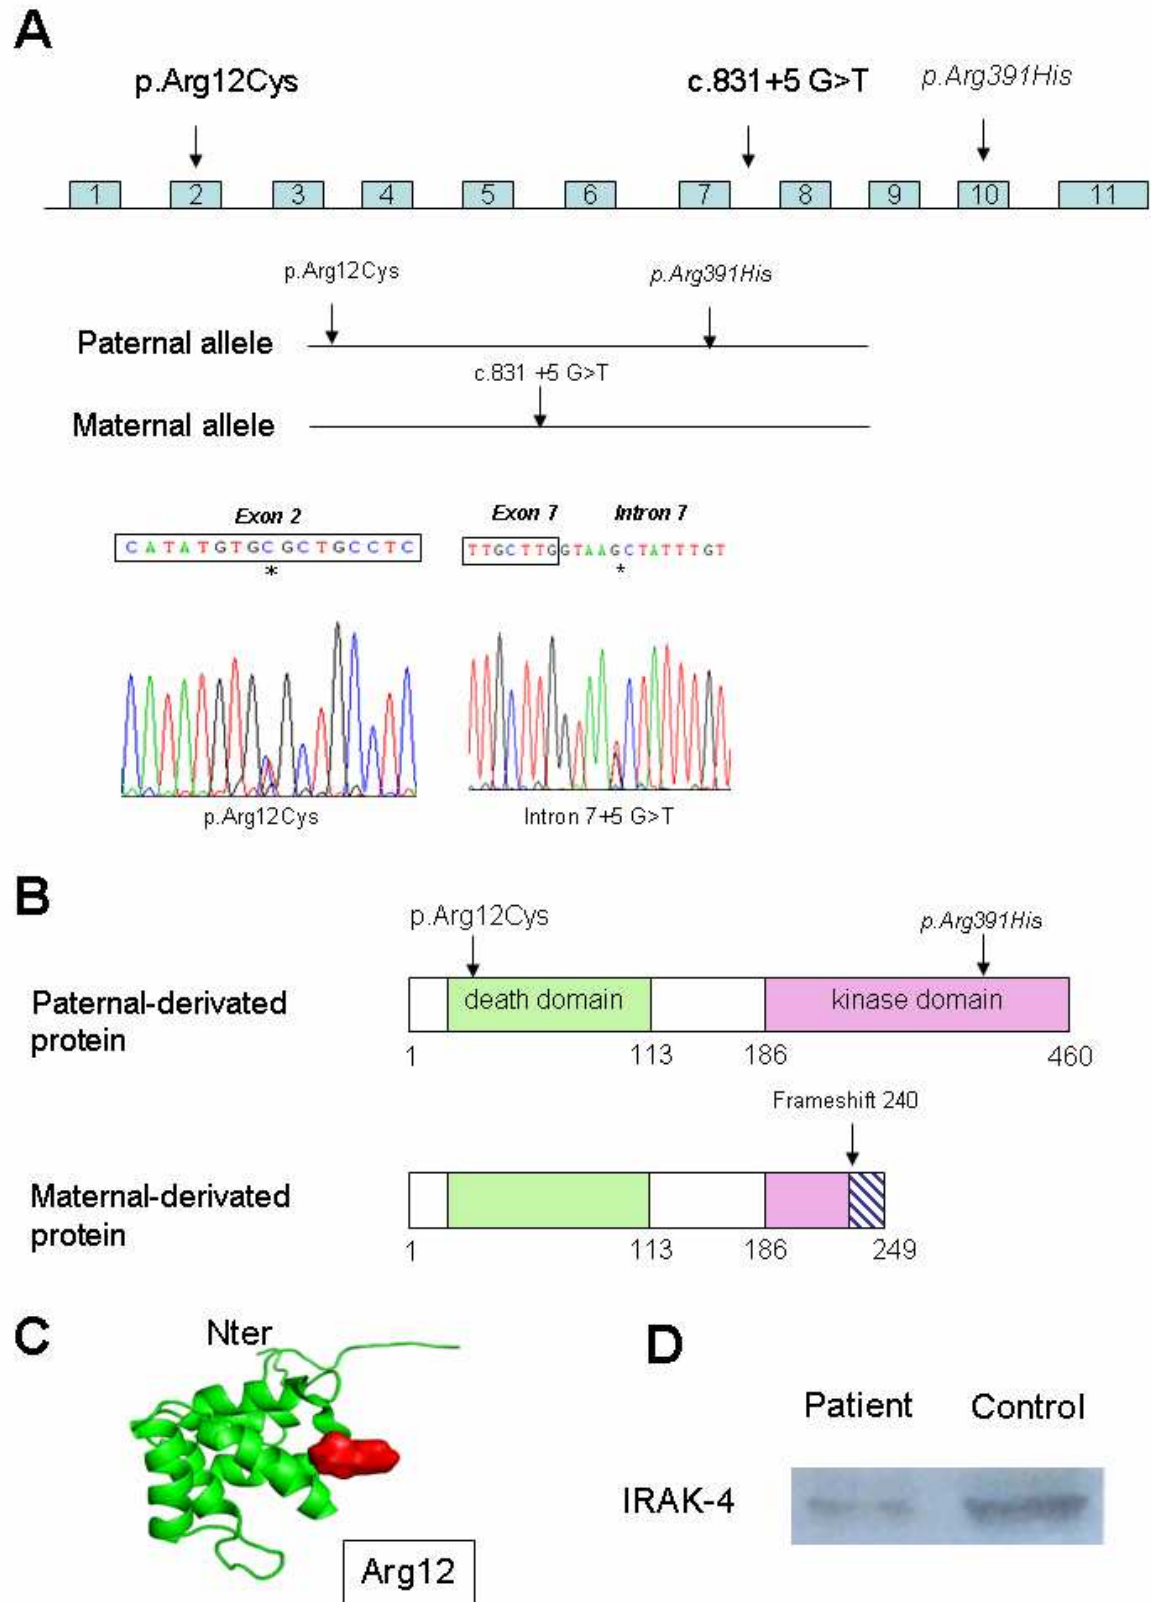 A
p.Arg12Cys c.831+5 G>T p.Arg391His
1 2 3 4 5 6 7 8 9 10 11
p.Arg12Cys p.Arg391His
Paternal allele
c.831 +5 G>T
Maternal allele
Exon 2 Exon 7 Intron 7
CATATGTGCGCTGCCTC TTGCTTGGTAAGCTATTTGT
* *
p.Arg12Cys Intron 7+5 G>T
B
p.Arg12Cys p.Arg391His
Paternal-derivated
protein
death domain kinase domain
1 113 186 460
Frameshift 240
Maternal-derivated
protein
1 113 186 249
C
Nter
Arg12
D
Patient Control
IRAK-4